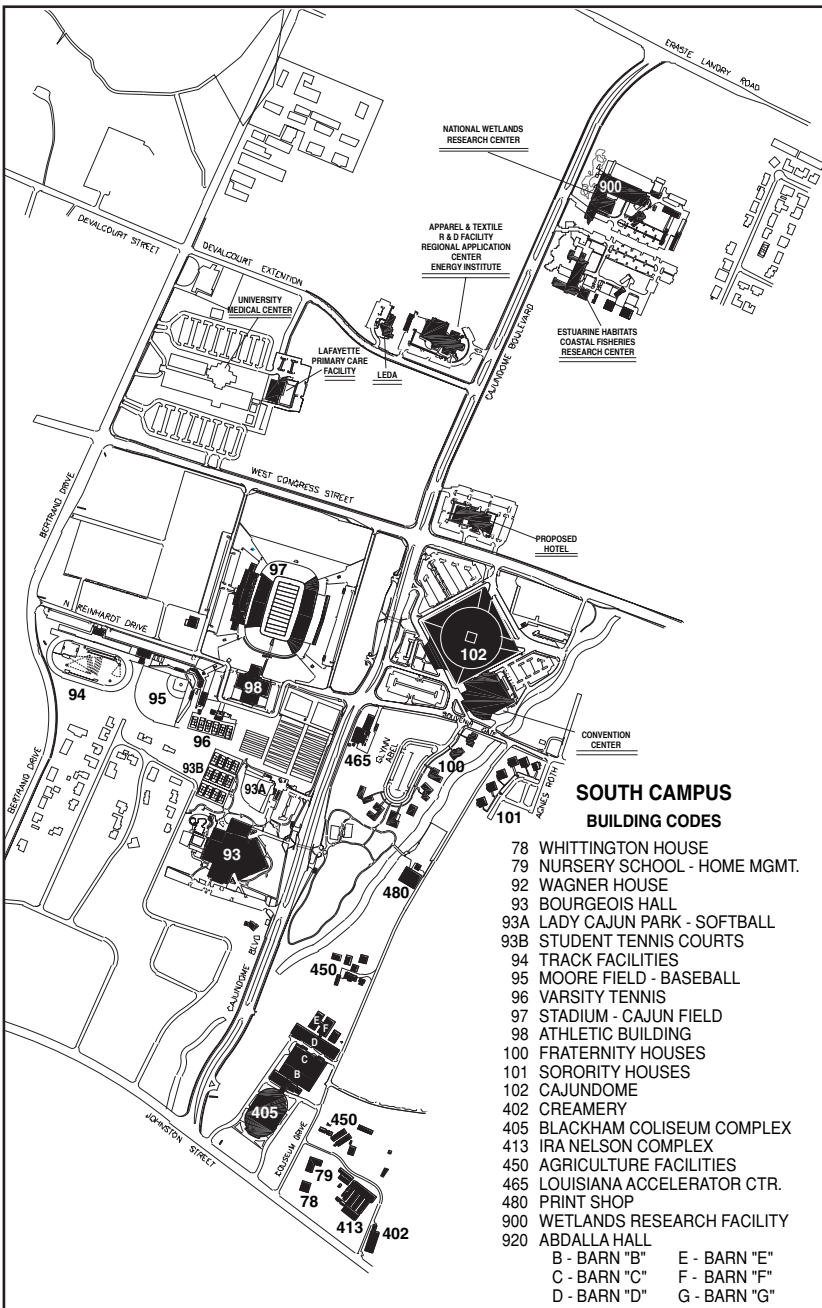 ERASTE LANDRY ROAD
NATIONAL WETLANDS
RESEARCH CENTER
900
DEVALCOURT STREET
DEVALCOURT EXTENTION
APPAREL & TEXTILE
R & D FACILITY
REGIONAL APPLICATION
CENTER
ENERGY INSTITUTE
UNIVERSITY
MEDICAL CENTER
LAFAYETTE
PRIMARY CARE
FACILITY
LEDA
CAJUNDOME BOULEVARD
ESTUARINE HABITATS
COASTAL FISHERIES
RESEARCH CENTER
BERTRAND DRIVE
WEST CONGRESS STREET
PROPOSED
HOTEL
97
N REINHARDT DRIVE
102
94
95
98
96
465
GLYNN
ABEL
100
CONVENTION
CENTER
93B
93A
AGNES ROTH
101
BERTRAND DRIVE
93
480
CAJUNDOME BLVD
450
E
F
D
C
B
405
JOHNSTON STREET
COLISEUM DRIVE
450
79
78
413
402
SOUTH CAMPUS
BUILDING CODES
78 WHITTINGTON HOUSE
79 NURSERY SCHOOL - HOME MGMT.
92 WAGNER HOUSE
93 BOURGEOIS HALL
93A LADY CAJUN PARK - SOFTBALL
93B STUDENT TENNIS COURTS
94 TRACK FACILITIES
95 MOORE FIELD - BASEBALL
96 VARSITY TENNIS
97 STADIUM - CAJUN FIELD
98 ATHLETIC BUILDING
100 FRATERNITY HOUSES
101 SORORITY HOUSES
102 CAJUNDOME
402 CREAMERY
405 BLACKHAM COLISEUM COMPLEX
413 IRA NELSON COMPLEX
450 AGRICULTURE FACILITIES
465 LOUISIANA ACCELERATOR CTR.
480 PRINT SHOP
900 WETLANDS RESEARCH FACILITY
920 ABDALLA HALL
B - BARN "B" E - BARN "E"
C - BARN "C" F - BARN "F"
D - BARN "D" G - BARN "G"